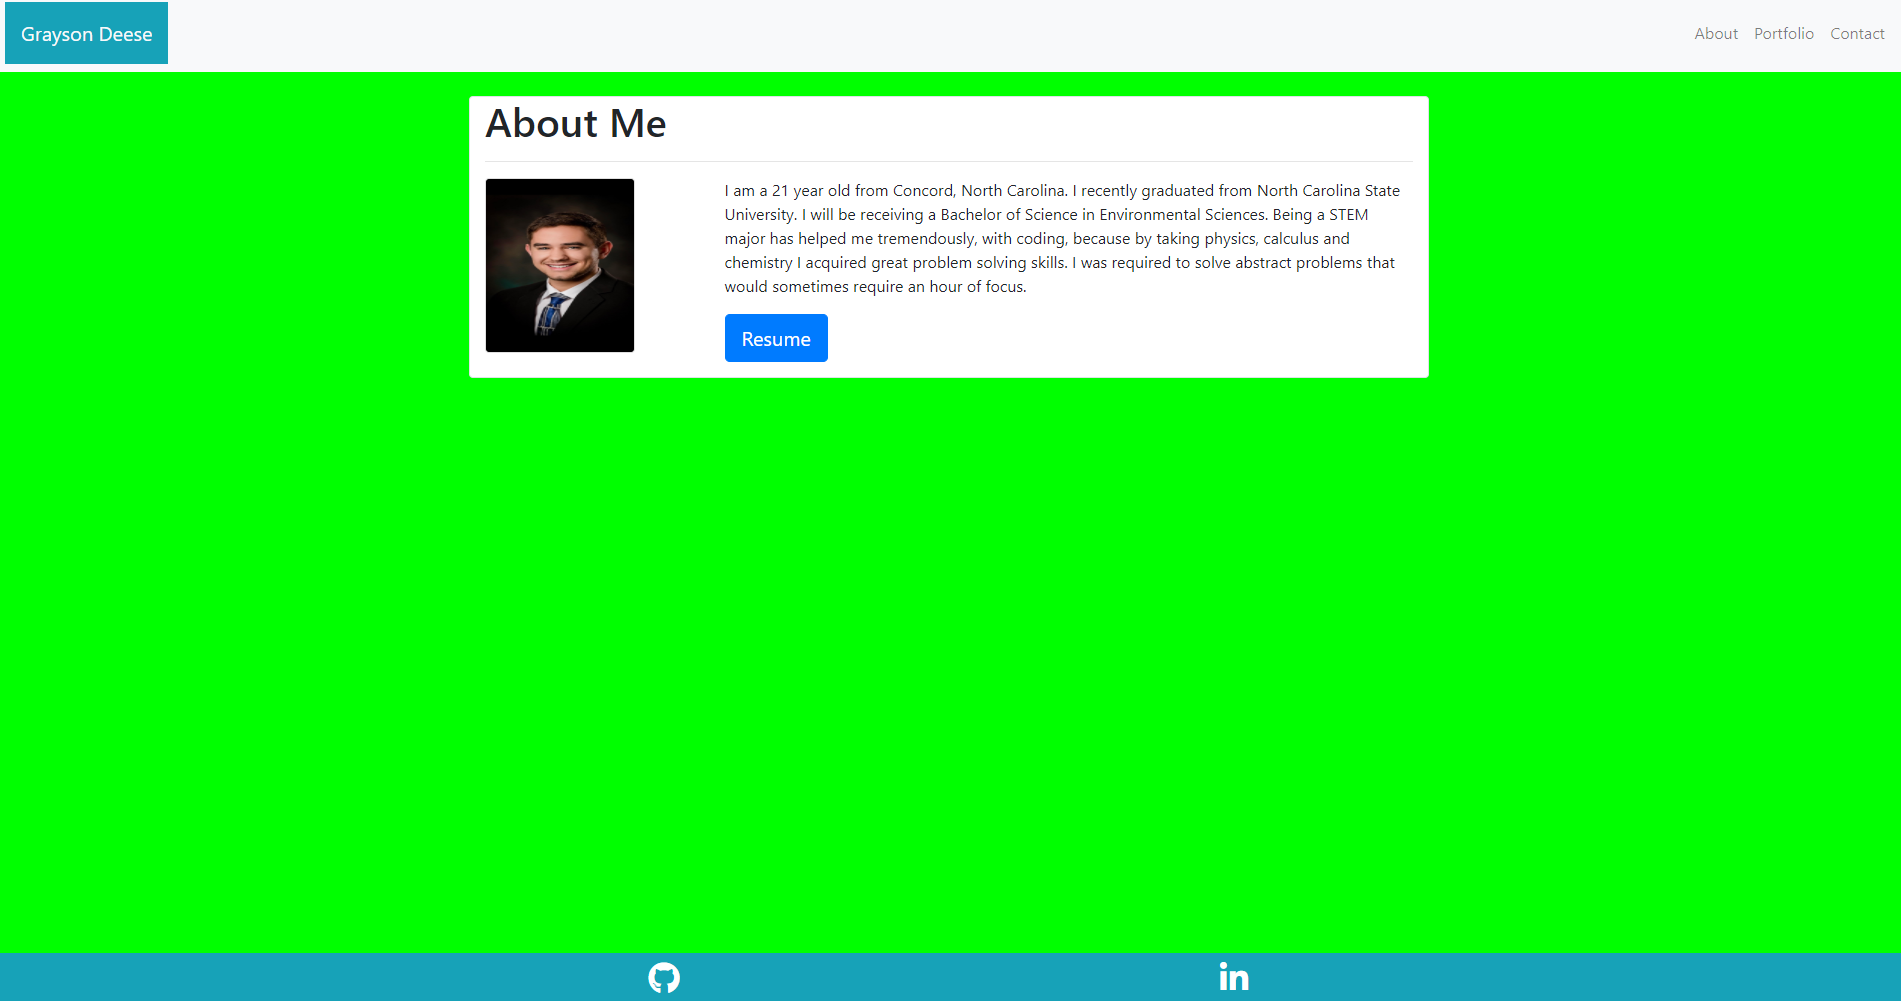 Grayson Deese
About Portfolio Contact
About Me
I am a 21 year old from Concord, North Carolina. I recently graduated from North Carolina State
University. I will be receiving a Bachelor of Science in Environmental Sciences. Being a STEM
major has helped me tremendously, with coding, because by taking physics, calculus and
chemistry I acquired great problem solving skills. I was required to solve abstract problems that
would sometimes require an hour of focus.
Resume
in